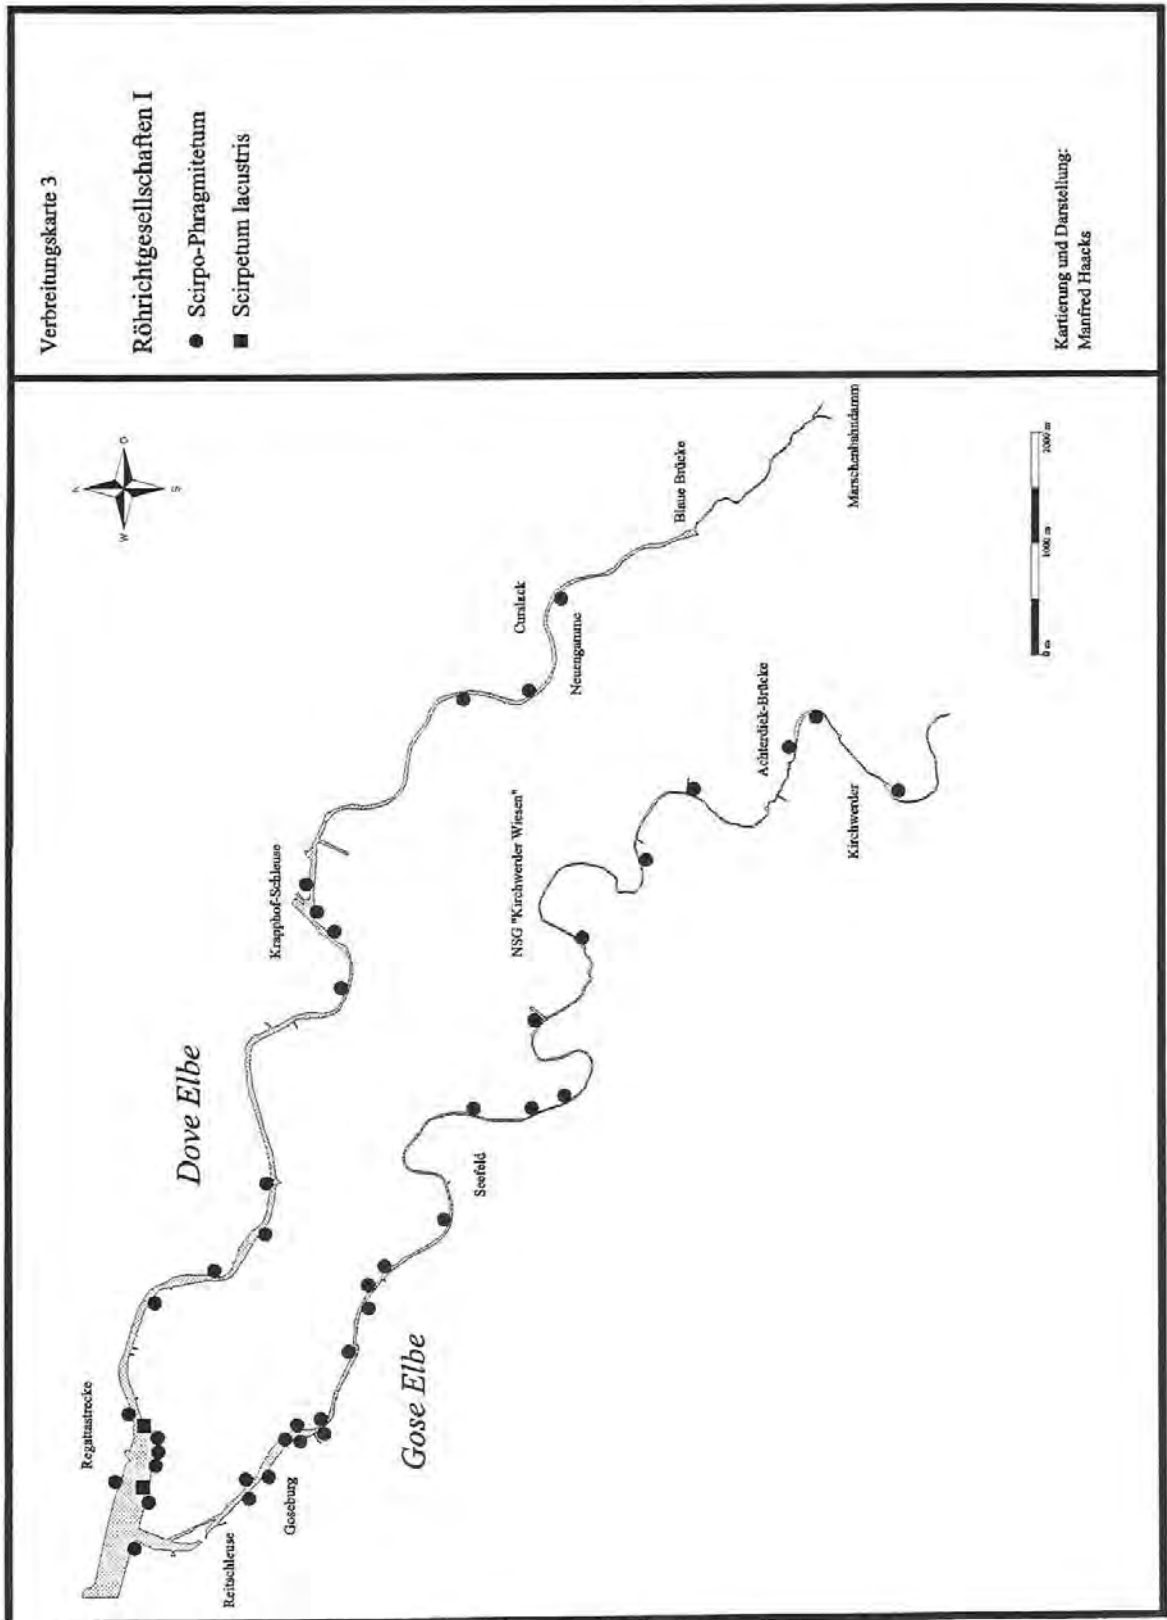 Verbreitungskarte 3
Röhrichtgesellschaften I
Scirpo-Phragmitetum
Scirpetum lacustris
Kartierung und Darstellung:
Manfred Haacks
N
W
O
S
Regattastrecke
Dove Elbe
Krapphof-Schleuse
Curslack
Neuengamme
Blaue Brücke
Marschenbahndamm
Reitschleuse
Goseburg
Gose Elbe
Seefeld
NSG "Kirchwerder Wiesen"
Achterdiek-Brücke
Kirchwerder
0 m
1000 m
2000 m